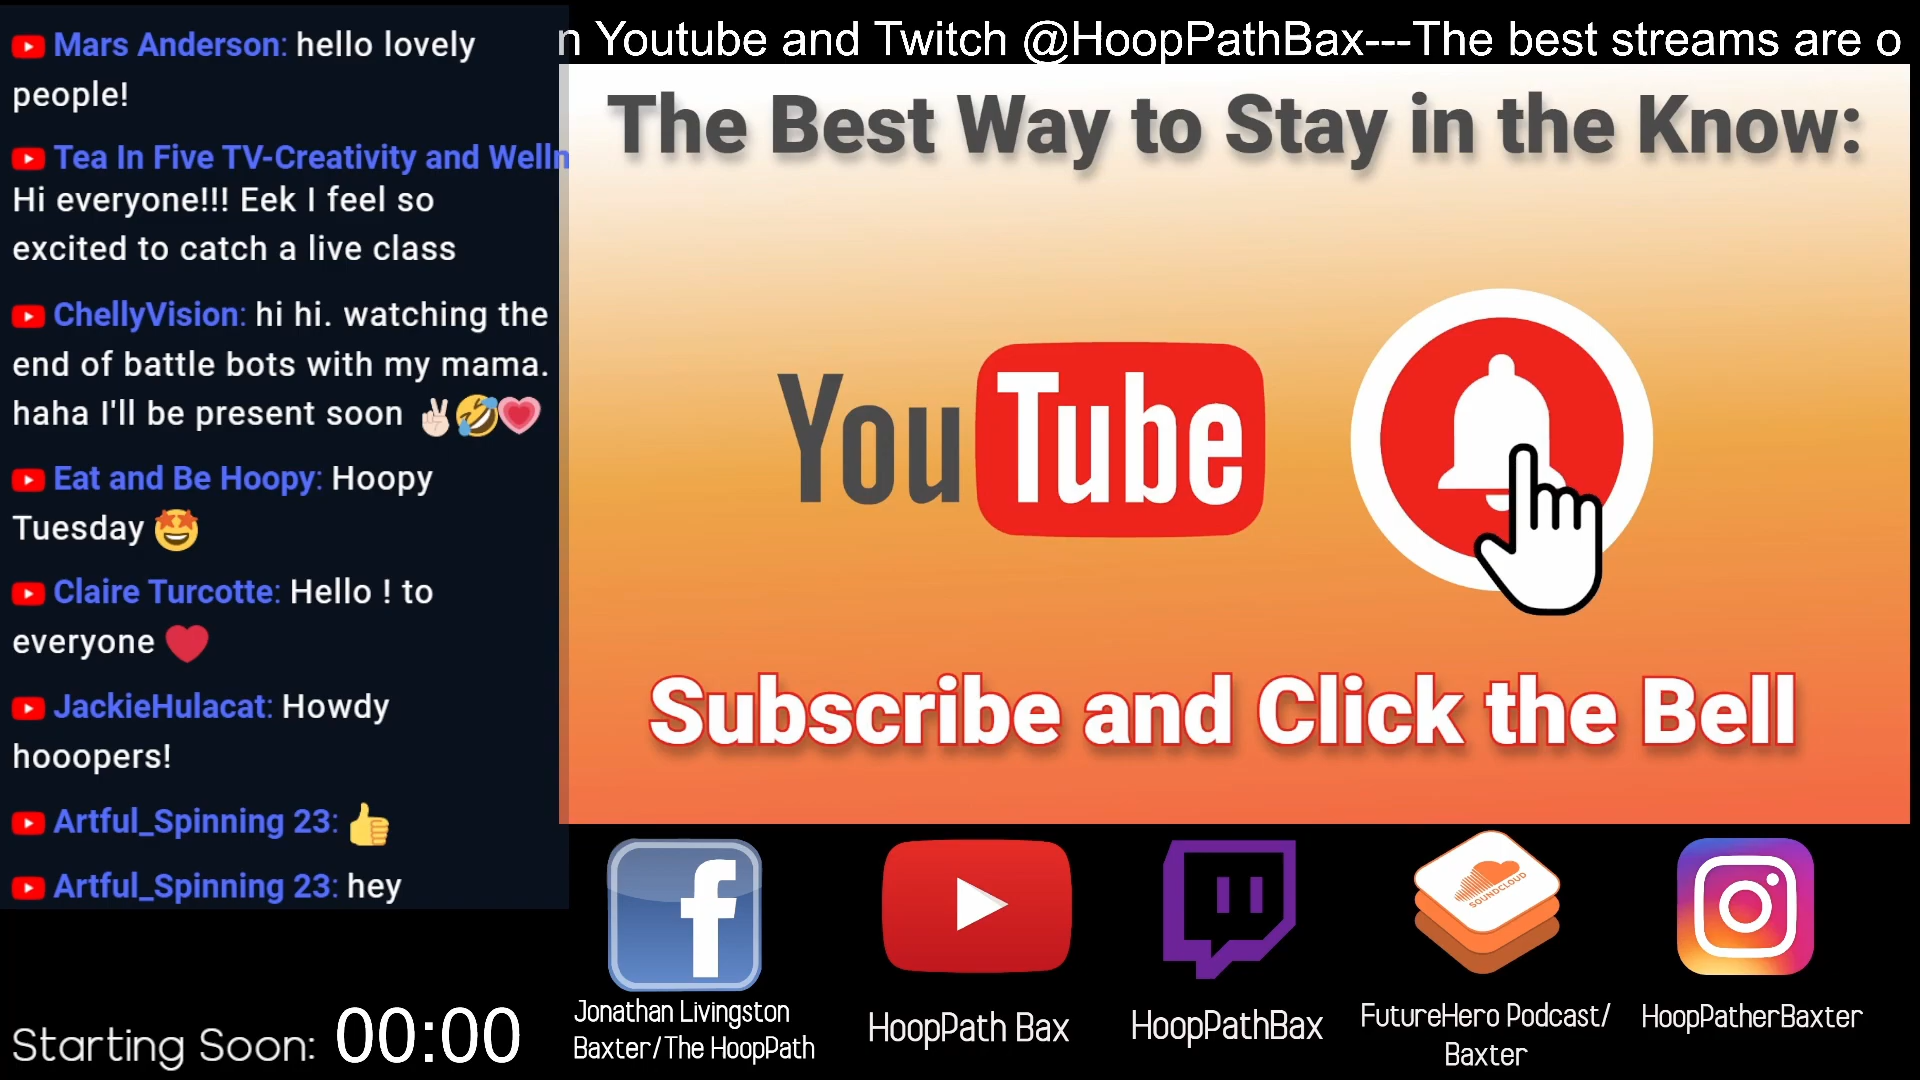 Mars Anderson: hello lovely
people!
Tea In Five TV-Creativity and Welln
Hi everyone!!! Eek I feel so
excited to catch a live class
ChellyVision: hi hi. watching the
end of battle bots with my mama.
haha I'll be present soon ✌🏻🤣💗
Eat and Be Hoopy: Hoopy
Tuesday 🤩
Claire Turcotte: Hello ! to
everyone ❤️
JackieHulacat: Howdy
hooopers!
Artful_Spinning 23: 👍
Artful_Spinning 23: hey
Starting Soon: 00:00
n Youtube and Twitch @HoopPathBax---The best streams are o
The Best Way to Stay in the Know:
YouTube
Subscribe and Click the Bell
SOUNDCLOUD
Jonathan Livingston
Baxter/The HoopPath
HoopPath Bax
HoopPathBax
FutureHero Podcast/
Baxter
HoopPatherBaxter